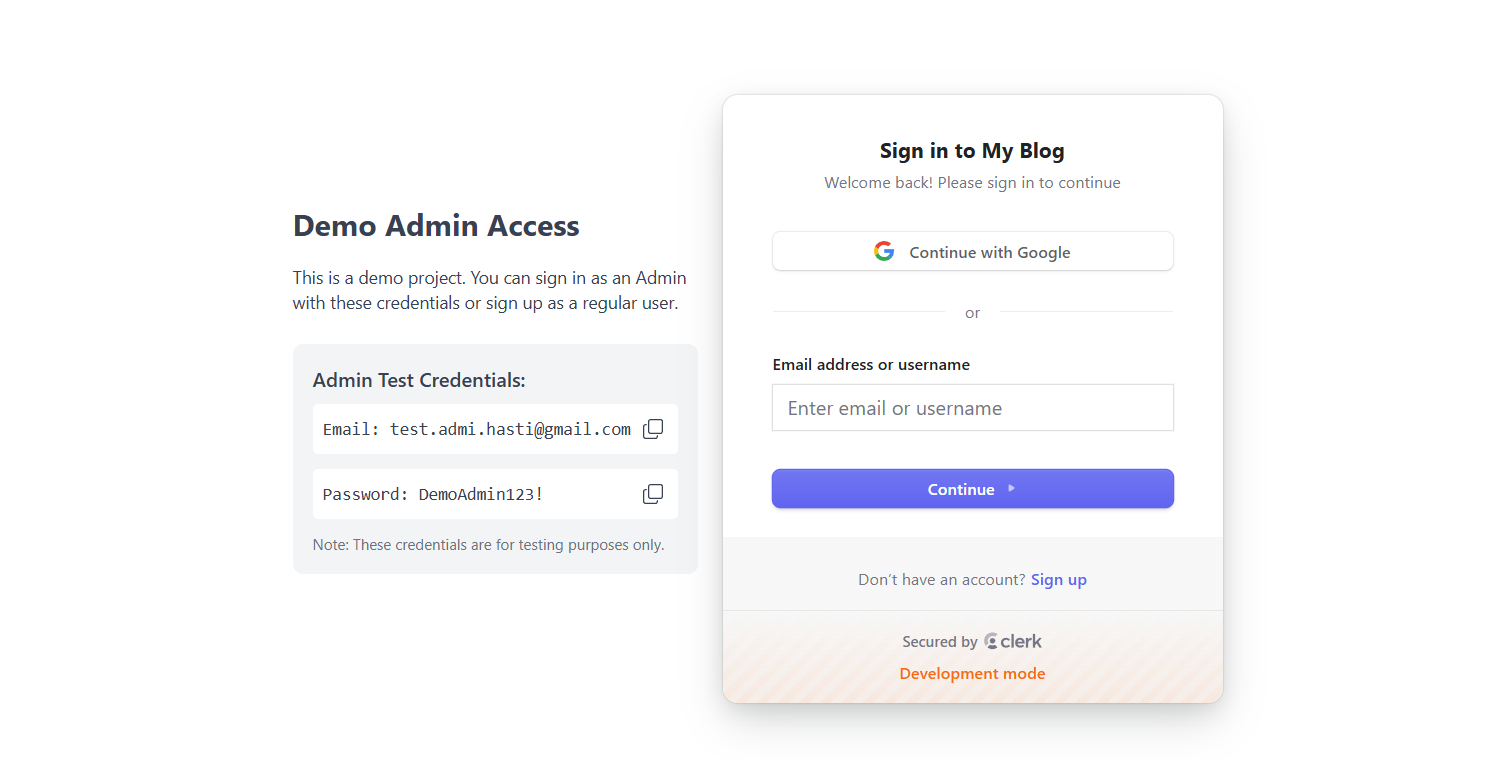 Demo Admin Access
This is a demo project. You can sign in as an Admin
with these credentials or sign up as a regular user.
Admin Test Credentials:
Email: test.admi.hasti@gmail.com
Password: DemoAdmin123!
Note: These credentials are for testing purposes only.
Sign in to My Blog
Welcome back! Please sign in to continue
Continue with Google
or
Email address or username
Enter email or username
Continue
Don’t have an account? Sign up
Secured by clerk
Development mode